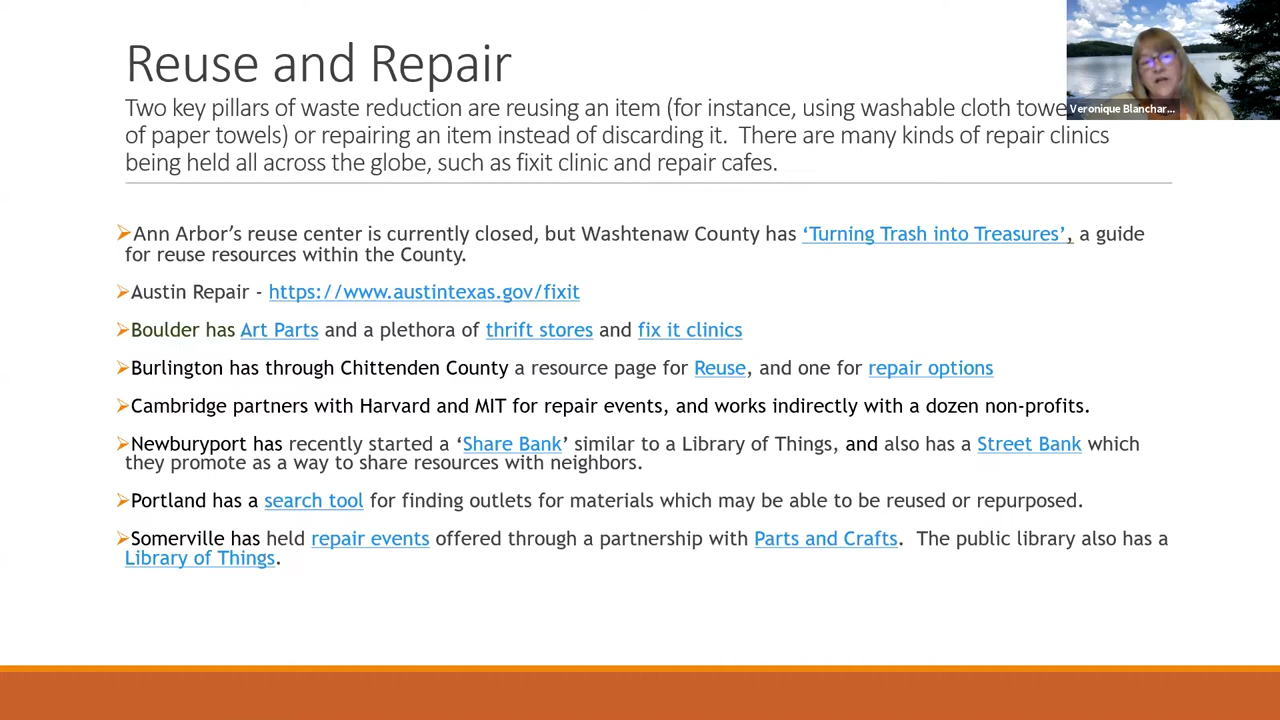 Reuse and Repair
Two key pillars of waste reduction are reusing an item (for instance, using washable cloth
of paper towels) or repairing an item instead of discarding it. There are many kinds of repair clinics
being held all across the globe, such as fixit clinic and repair cafes.
Veronique Blanchar...
➢Ann Arbor’s reuse center is currently closed, but Washtenaw County has ‘Turning Trash into Treasures’, a guide
for reuse resources within the County.
➢Austin Repair - https://www.austintexas.gov/fixit
➢Boulder has Art Parts and a plethora of thrift stores and fix it clinics
➢Burlington has through Chittenden County a resource page for Reuse, and one for repair options
➢Cambridge partners with Harvard and MIT for repair events, and works indirectly with a dozen non-profits.
➢Newburyport has recently started a ‘Share Bank’ similar to a Library of Things, and also has a Street Bank which
they promote as a way to share resources with neighbors.
➢Portland has a search tool for finding outlets for materials which may be able to be reused or repurposed.
➢Somerville has held repair events offered through a partnership with Parts and Crafts. The public library also has a
Library of Things.